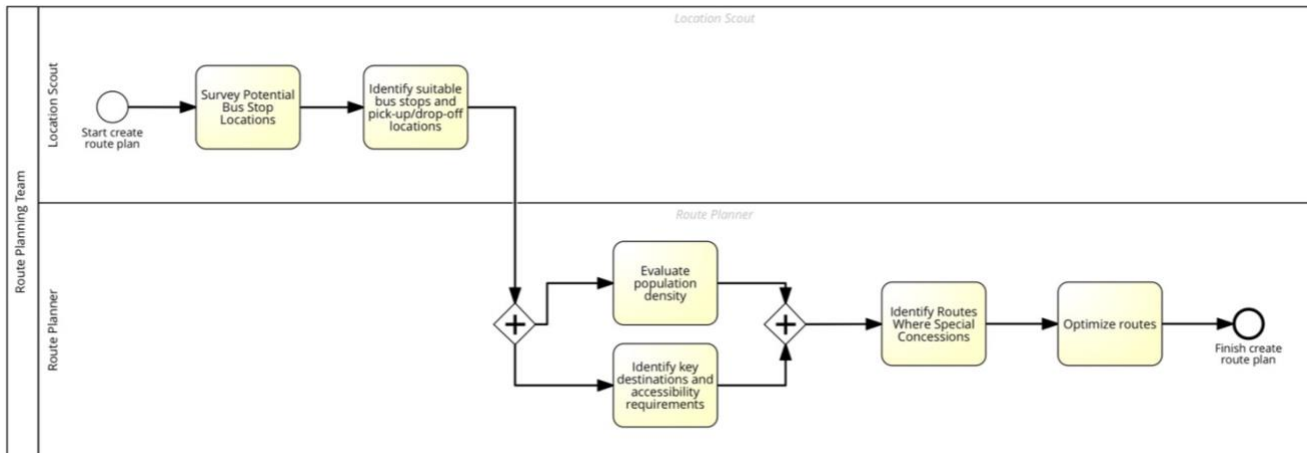 Route Planning Team
Location Scout
Location Scout
Start create
route plan
Survey Potential
Bus Stop
Locations
Identify suitable
bus stops and
pick-up/drop-off
locations
Route Planner
Route Planner
Evaluate
population
density
Identify key
destinations and
accessibility
requirements
Identify Routes
Where Special
Concessions
Optimize routes
Finish create
route plan